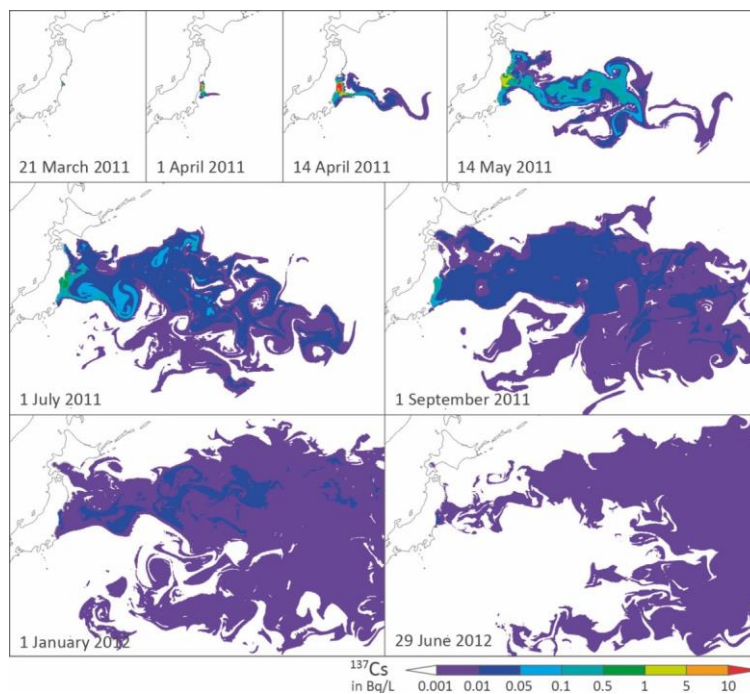 21 March 2011
1 April 2011
14 April 2011
14 May 2011
1 July 2011
1 September 2011
1 January 2012
29 June 2012
¹³⁷Cs
in Bq/L
0.001 0.01 0.05 0.1 0.5 1 5 10